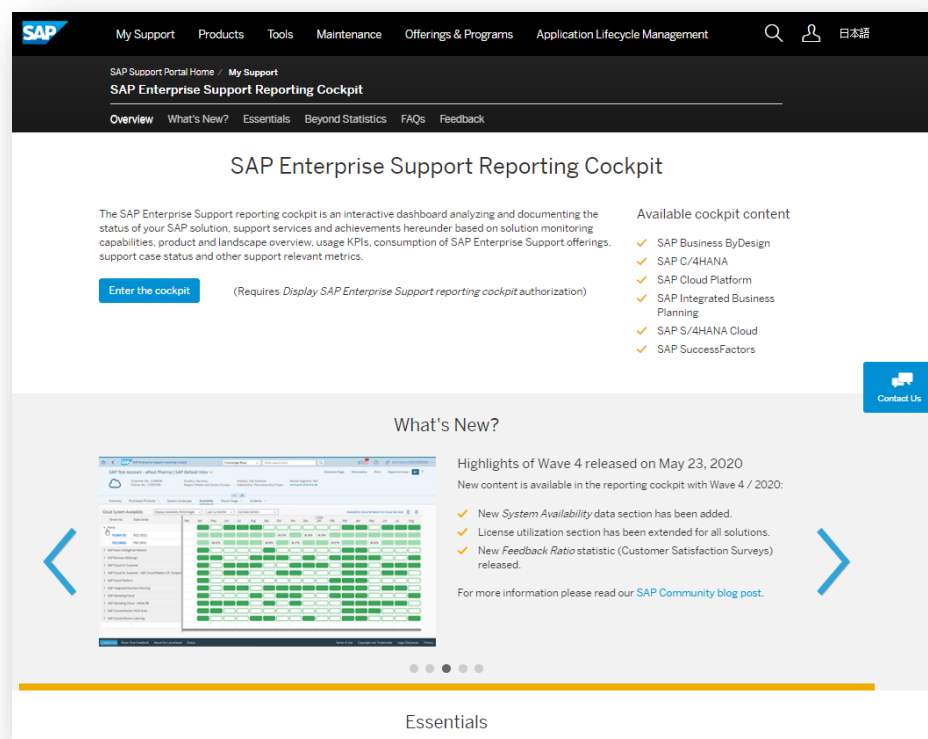 SAP
My Support Products Tools Maintenance Offerings & Programs Application Lifecycle Management 日本語
SAP Support Portal Home / My Support
SAP Enterprise Support Reporting Cockpit
Overview What's New? Essentials Beyond Statistics FAQs Feedback
SAP Enterprise Support Reporting Cockpit
The SAP Enterprise Support reporting cockpit is an interactive dashboard analyzing and documenting the
status of your SAP solution, support services and achievements hereunder based on solution monitoring
capabilities, product and landscape overview, usage KPIs, consumption of SAP Enterprise Support offerings,
support case status and other support relevant metrics.
Enter the cockpit
(Requires Display SAP Enterprise Support reporting cockpit authorization)
Available cockpit content
SAP Business ByDesign
SAP C/4HANA
SAP Cloud Platform
SAP Integrated Business
Planning
SAP S/4HANA Cloud
SAP SuccessFactors
Contact Us
What's New?
Highlights of Wave 4 released on May 23, 2020
New content is available in the reporting cockpit with Wave 4 / 2020:
New System Availability data section has been added.
License utilization section has been extended for all solutions.
New Feedback Ratio statistic (Customer Satisfaction Surveys)
released.
For more information please read our SAP Community blog post.
Essentials